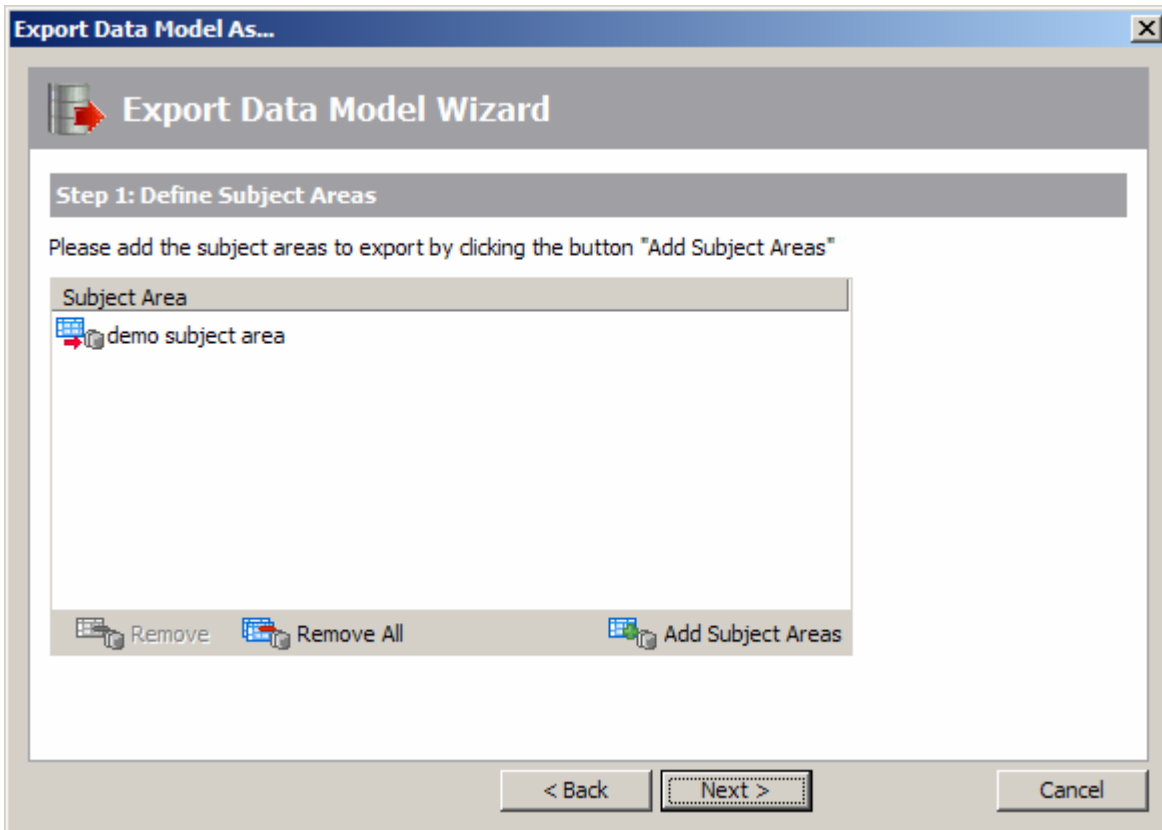 Export Data Model As...
Export Data Model Wizard
Step 1: Define Subject Areas
Please add the subject areas to export by clicking the button "Add Subject Areas"
Subject Area
demo subject area
Remove Remove All Add Subject Areas
< Back Next > Cancel